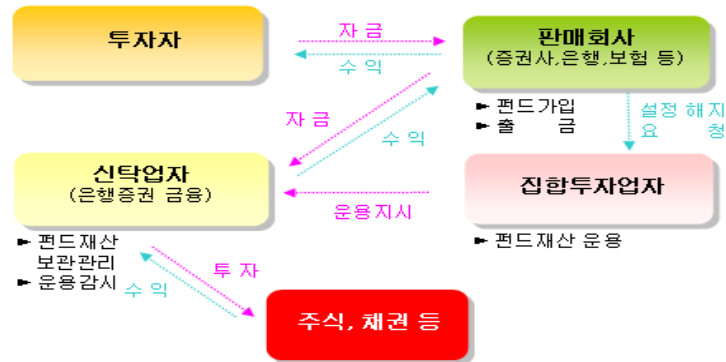 투자자
자 금
수 익
판매회사
(증권사,은행,보험 등)
► 펀드가입
► 출 금
설정 해지
요 청
자 금
수 익
신탁업자
(은행증권 금융)
운용지시
집합투자업자
► 펀드재산
보관관리
► 운용감시
► 펀드재산 운용
투 자
수 익
주식, 채권 등